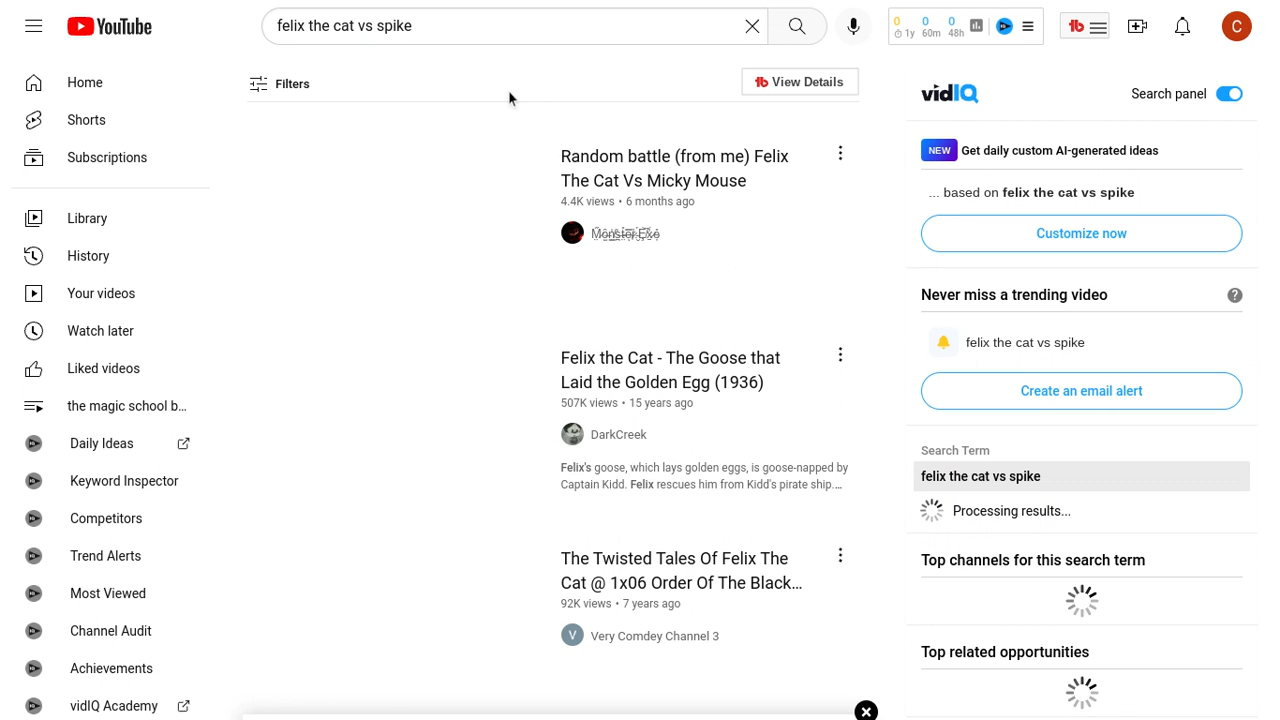 YouTube
felix the cat vs spike
0 0 0
1y 60m 48h
Home
Shorts
Subscriptions
Library
History
Your videos
Watch later
Liked videos
the magic school b...
Daily Ideas
Keyword Inspector
Competitors
Trend Alerts
Most Viewed
Channel Audit
Achievements
vidIQ Academy
Filters
View Details
Random battle (from me) Felix
The Cat Vs Micky Mouse
4.4K views • 6 months ago
Felix the Cat - The Goose that
Laid the Golden Egg (1936)
507K views • 15 years ago
DarkCreek
Felix's goose, which lays golden eggs, is goose-napped by
Captain Kidd. Felix rescues him from Kidd's pirate ship....
The Twisted Tales Of Felix The
Cat @ 1x06 Order Of The Black...
92K views • 7 years ago
V
Very Comdey Channel 3
C
vidIQ
Search panel
NEW Get daily custom AI-generated ideas
... based on felix the cat vs spike
Customize now
Never miss a trending video
?
felix the cat vs spike
Create an email alert
Search Term
felix the cat vs spike
Processing results...
Top channels for this search term
Top related opportunities